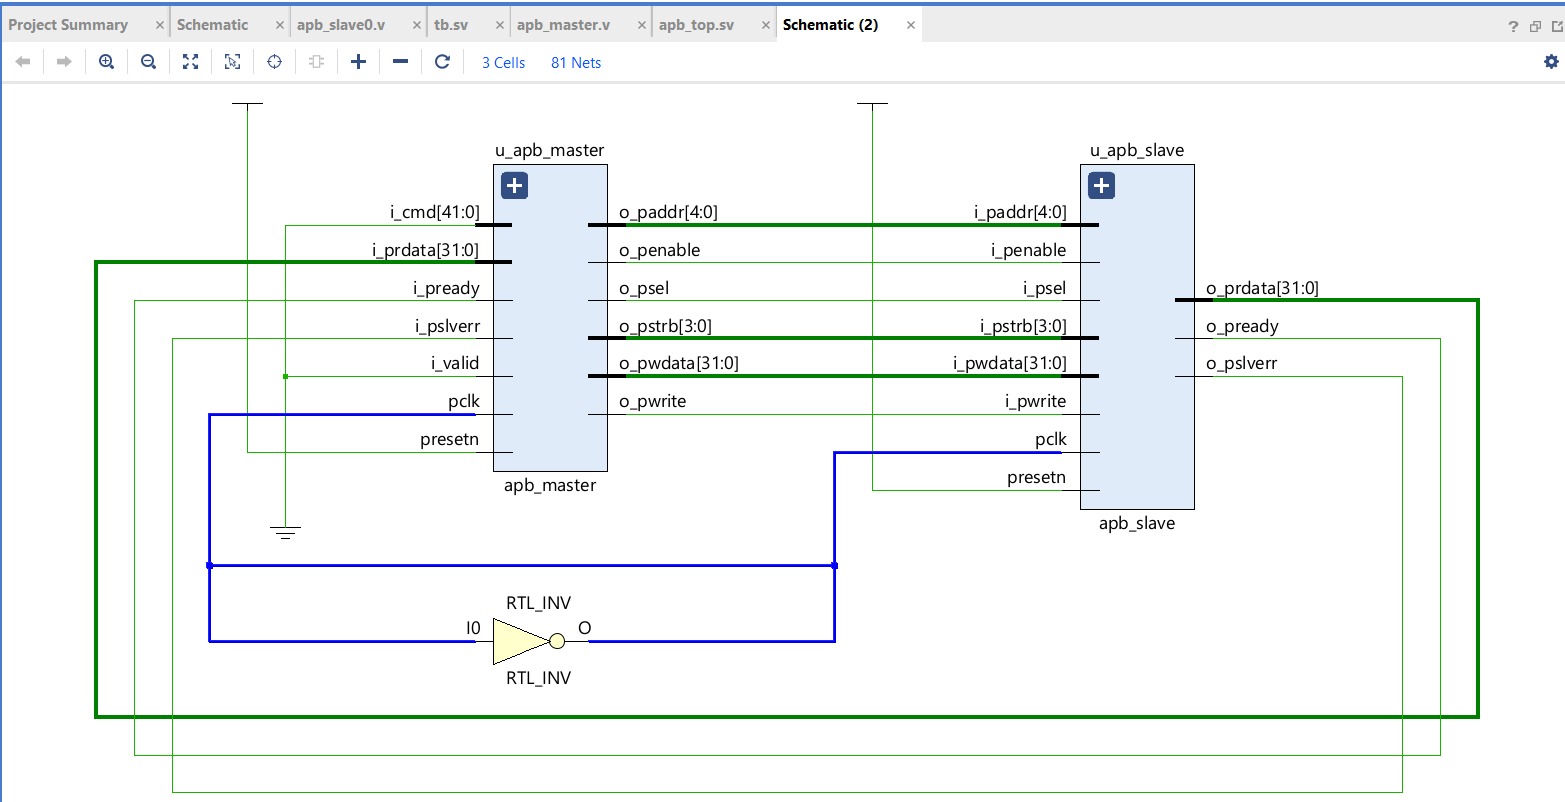 Project Summary × Schematic × apb_slave0.v × tb.sv × apb_master.v × apb_top.sv × Schematic (2) × ?
3 Cells 81 Nets
u_apb_master
i_cmd[41:0]
i_prdata[31:0]
i_pready
i_pslverr
i_valid
pclk
presetn
o_paddr[4:0]
o_penable
o_psel
o_pstrb[3:0]
o_pwdata[31:0]
o_pwrite
apb_master
u_apb_slave
i_paddr[4:0]
i_penable
i_psel
i_pstrb[3:0]
i_pwdata[31:0]
i_pwrite
pclk
presetn
o_prdata[31:0]
o_pready
o_pslverr
apb_slave
RTL_INV
I0
O
RTL_INV